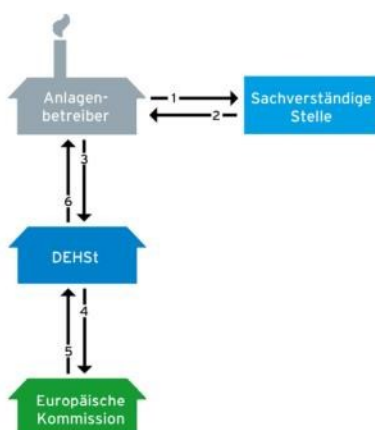 Anlagen-
betreiber
1
2
Sachverständige
Stelle
3
6
DEHSt
4
5
Europäische
Kommission